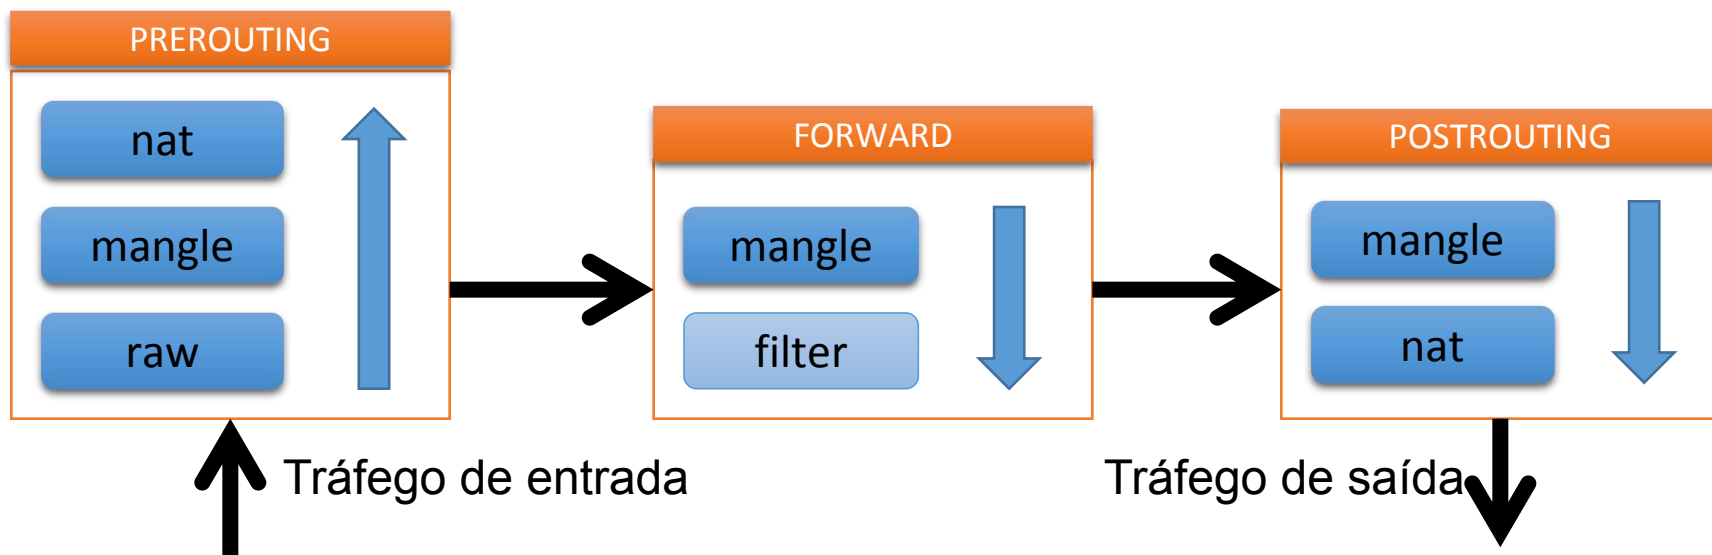 PREROUTING
nat
mangle
raw
FORWARD
mangle
filter
POSTROUTING
mangle
nat
Tráfego de entrada
Tráfego de saída